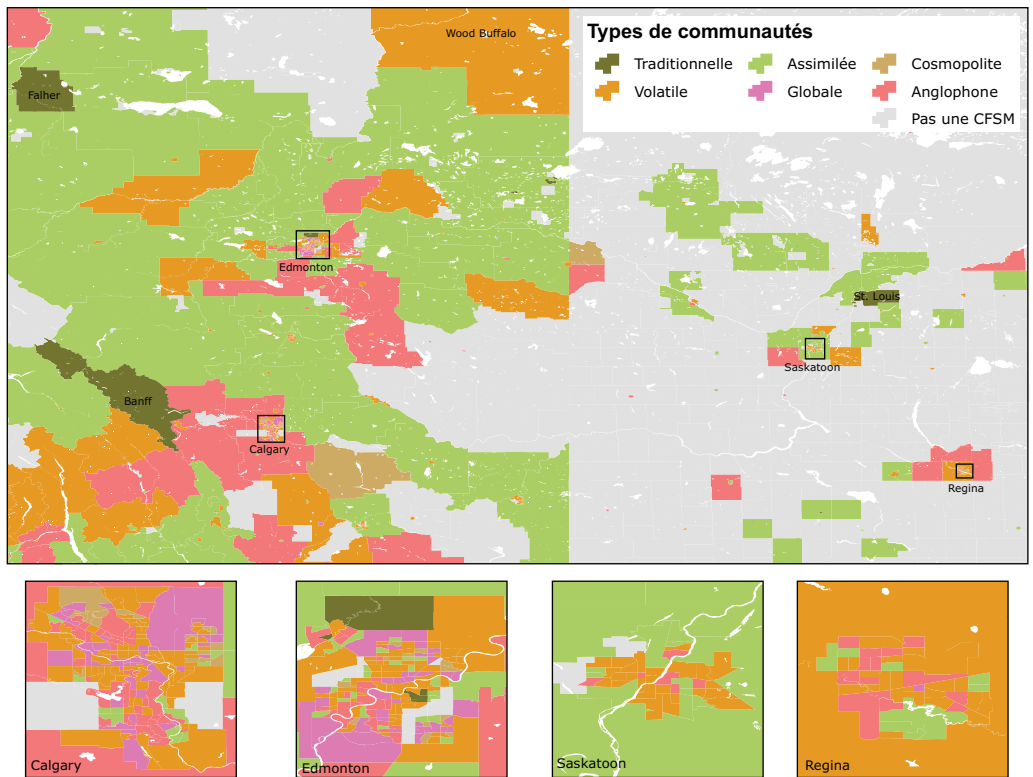 Types de communautés
Traditionnelle
Assimilée
Cosmopolite
Volatile
Globale
Anglophone
Pas une CFSM
Wood Buffalo
Falher
Edmonton
St. Louis
Saskatoon
Banff
Calgary
Regina
Calgary
Edmonton
Saskatoon
Regina